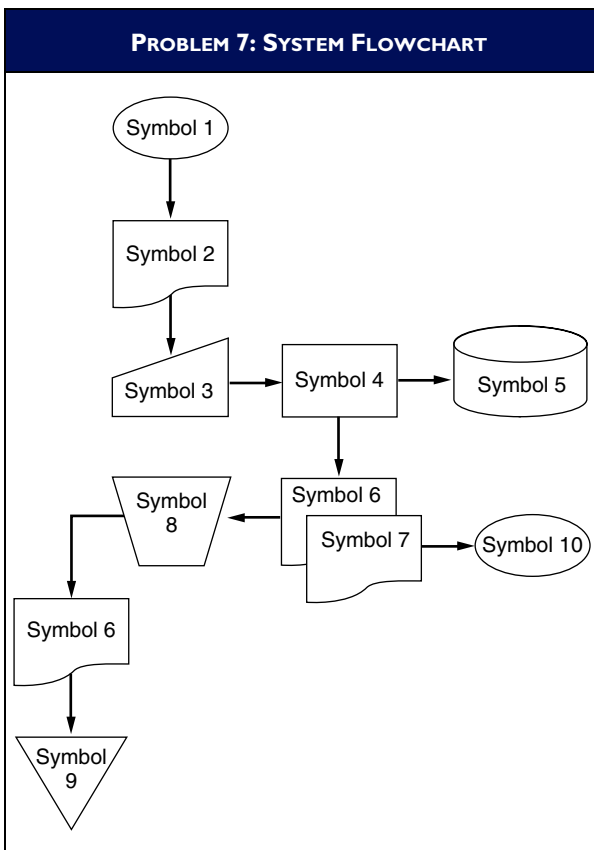 PROBLEM 7: SYSTEM FLOWCHART
Symbol 1
Symbol 2
Symbol 3
Symbol 4
Symbol 5
Symbol 6
Symbol 7
Symbol
8
Symbol 10
Symbol 6
Symbol
9